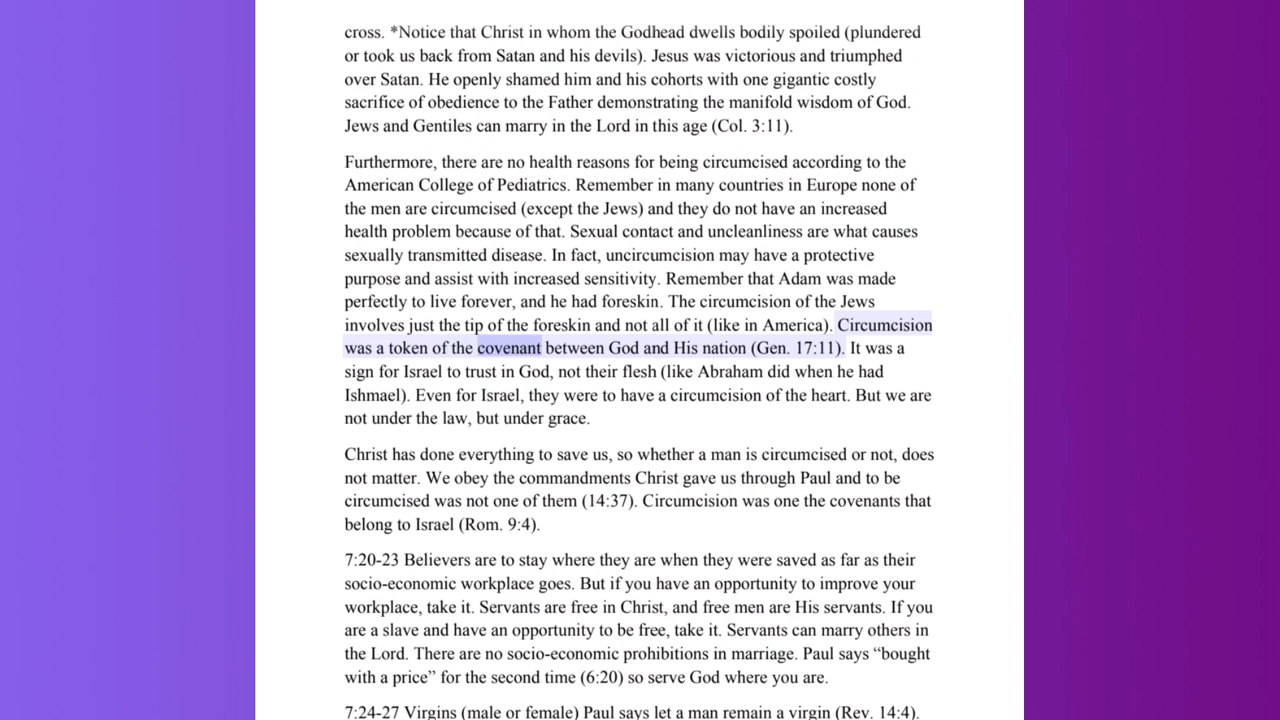 cross. *Notice that Christ in whom the Godhead dwells bodily spoiled (plundered
or took us back from Satan and his devils). Jesus was victorious and triumphed
over Satan. He openly shamed him and his cohorts with one gigantic costly
sacrifice of obedience to the Father demonstrating the manifold wisdom of God.
Jews and Gentiles can marry in the Lord in this age (Col. 3:11).
Furthermore, there are no health reasons for being circumcised according to the
American College of Pediatrics. Remember in many countries in Europe none of
the men are circumcised (except the Jews) and they do not have an increased
health problem because of that. Sexual contact and uncleanliness are what causes
sexually transmitted disease. In fact, uncircumcision may have a protective
purpose and assist with increased sensitivity. Remember that Adam was made
perfectly to live forever, and he had foreskin. The circumcision of the Jews
involves just the tip of the foreskin and not all of it (like in America). Circumcision
was a token of the covenant between God and His nation (Gen. 17:11). It was a
sign for Israel to trust in God, not their flesh (like Abraham did when he had
Ishmael). Even for Israel, they were to have a circumcision of the heart. But we are
not under the law, but under grace.
Christ has done everything to save us, so whether a man is circumcised or not, does
not matter. We obey the commandments Christ gave us through Paul and to be
circumcised was not one of them (14:37). Circumcision was one the covenants that
belong to Israel (Rom. 9:4).
7:20-23 Believers are to stay where they are when they were saved as far as their
socio-economic workplace goes. But if you have an opportunity to improve your
workplace, take it. Servants are free in Christ, and free men are His servants. If you
are a slave and have an opportunity to be free, take it. Servants can marry others in
the Lord. There are no socio-economic prohibitions in marriage. Paul says “bought
with a price” for the second time (6:20) so serve God where you are.
7:24-27 Virgins (male or female) Paul says let a man remain a virgin (Rev. 14:4).